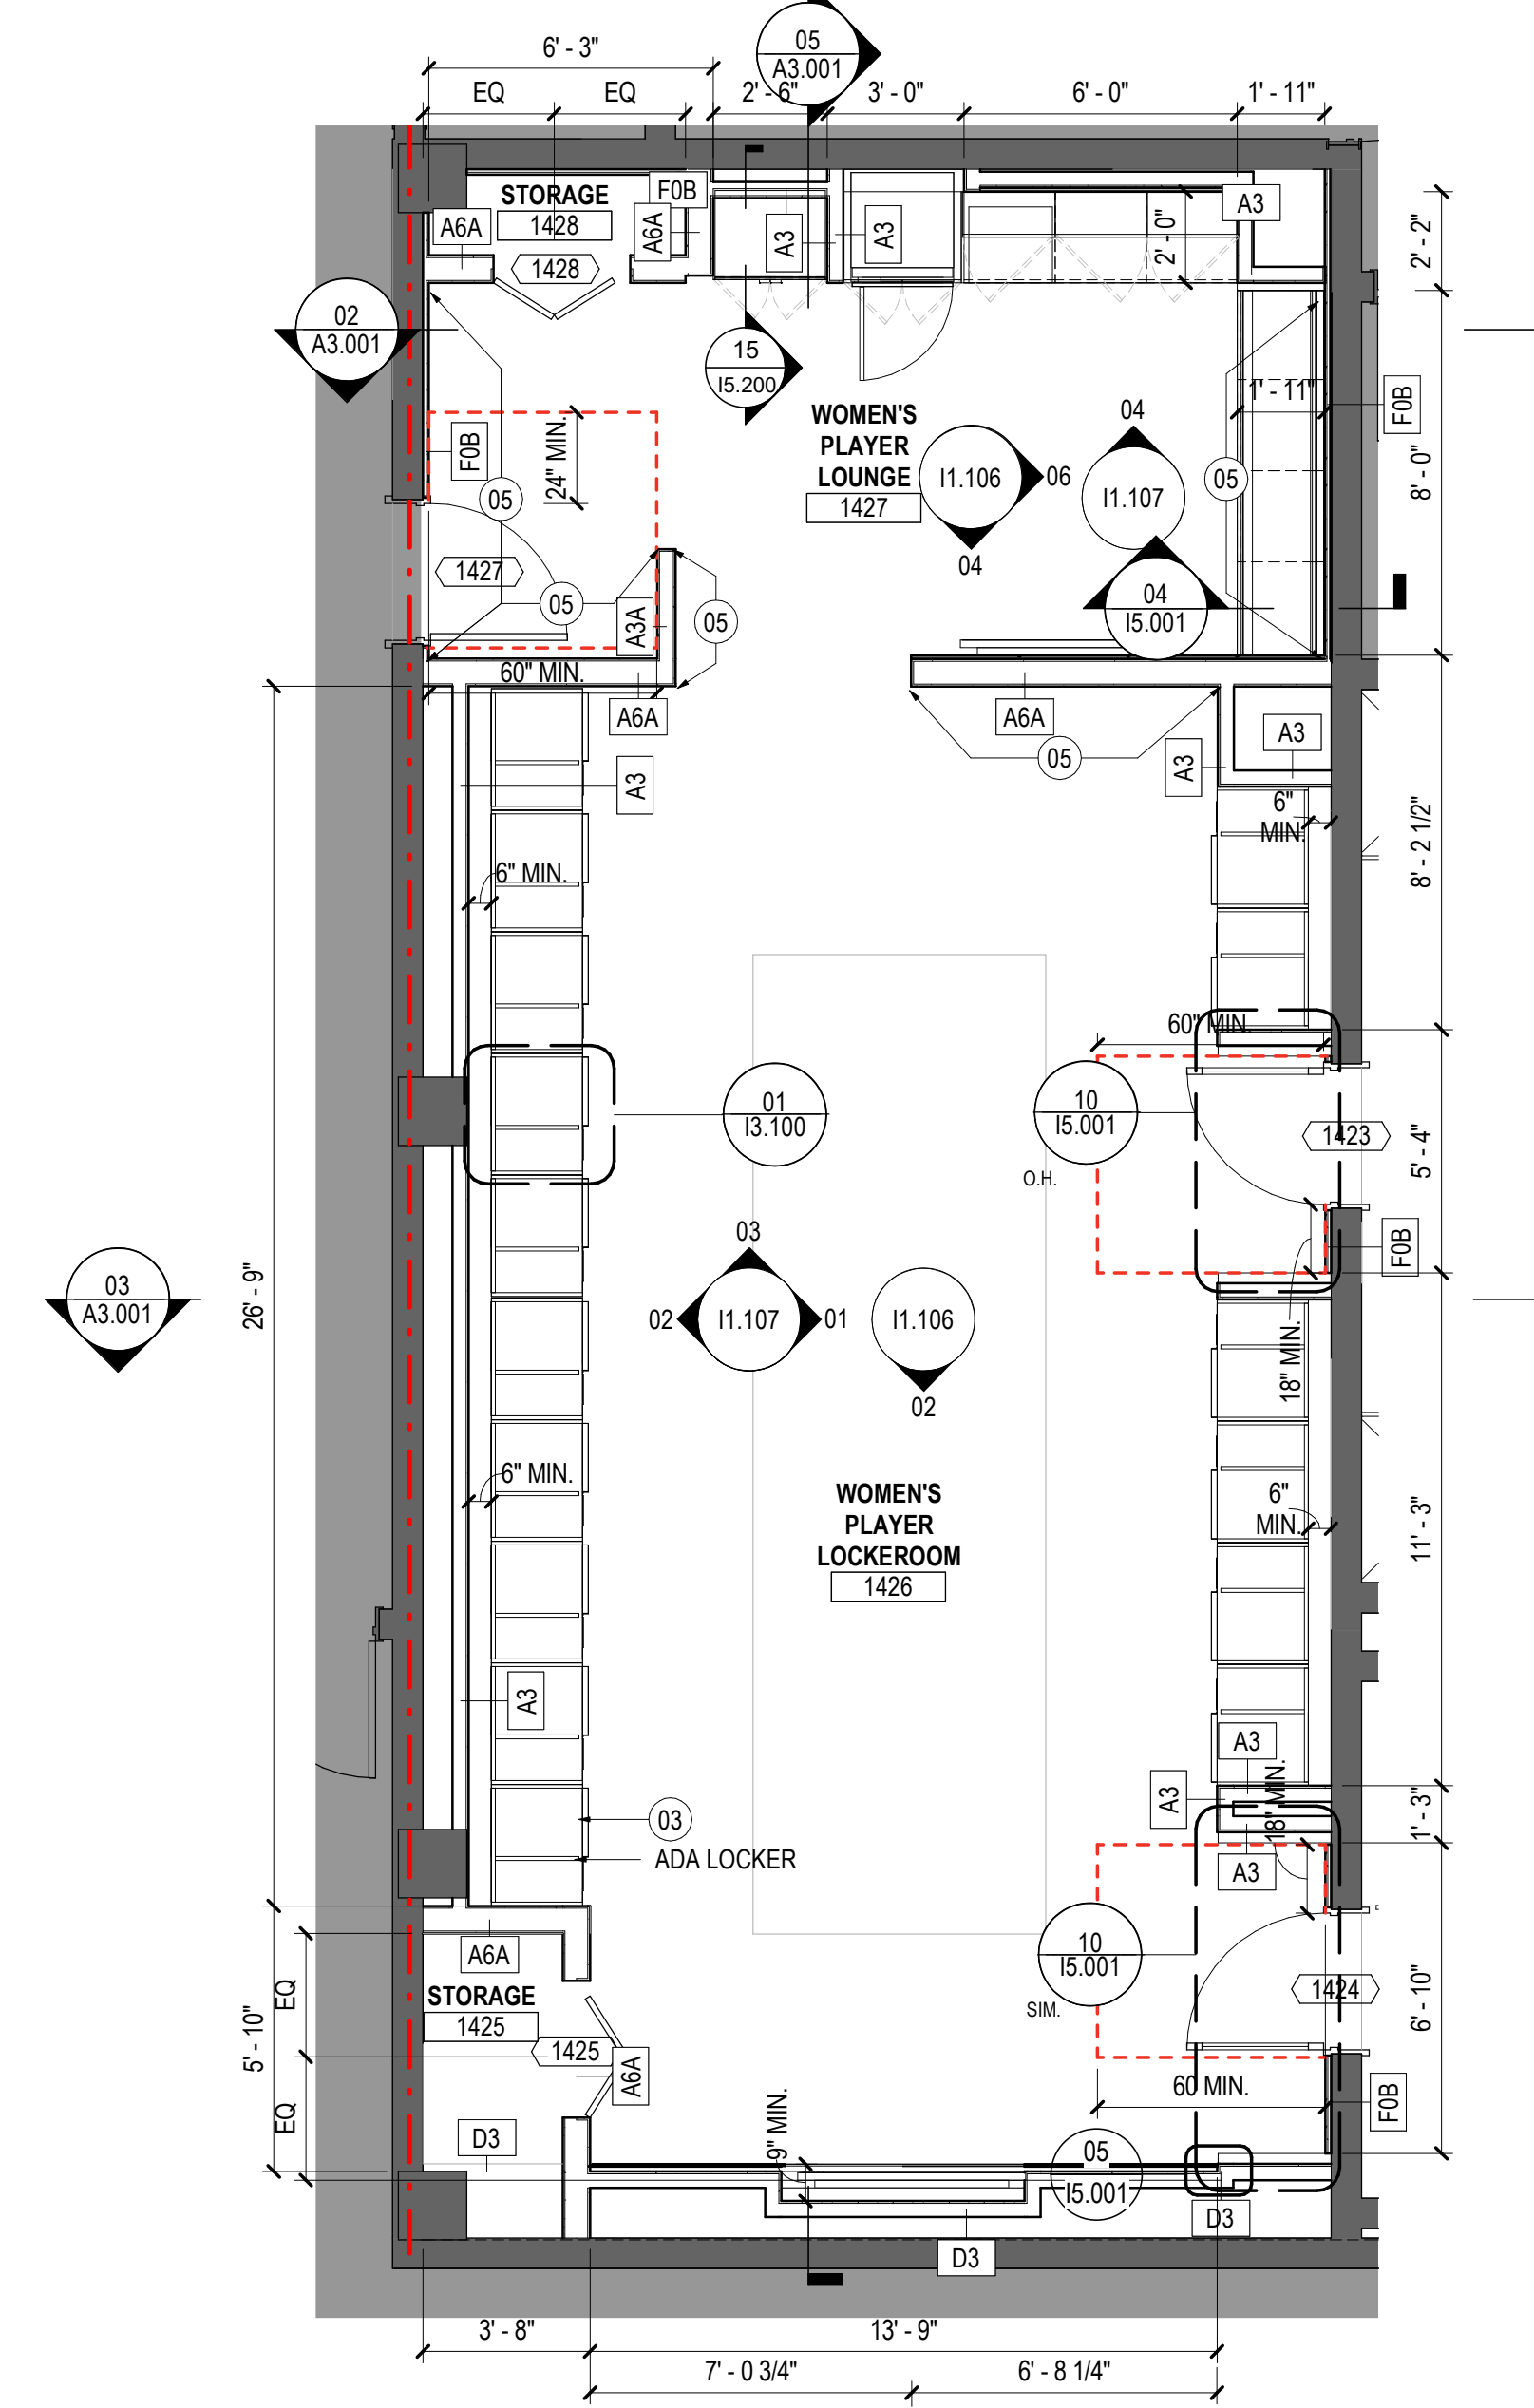 05
A3.001
6' - 3"
EQ
EQ
2' - 6"
3' - 0"
6' - 0"
1' - 11"
STORAGE
1428
F0B
A6A
A6A
A3
A3
A3
1428
2' - 0"
2' - 2"
02
A3.001
15
I5.200
1' - 11"
F0B
WOMEN'S
PLAYER
LOUNGE
1427
04
I1.106
06
04
I1.107
F0B
24" MIN.
05
05
8' - 0"
1427
05
A3A
05
04
I5.001
60" MIN.
A6A
A6A
A3
05
A3
A3
6"
MIN.
8' - 2 1/2"
6" MIN.
60" MIN.
01
I3.100
10
I5.001
O.H.
1423
5' - 4"
F0B
03
A3.001
26' - 9"
03
02
I1.107
01
I1.106
02
18" MIN.
6" MIN.
WOMEN'S
PLAYER
LOCKEROOM
1426
6"
MIN.
11' - 3"
A3
A3
A3
18" MIN.
1' - 3"
03
ADA LOCKER
A3
A6A
10
I5.001
SIM.
1424
6' - 10"
STORAGE
1425
EQ
5' - 10"
1425
A6A
60 MIN.
F0B
EQ
D3
9" MIN.
05
I5.001
D3
D3
3' - 8"
13' - 9"
7' - 0 3/4"
6' - 8 1/4"